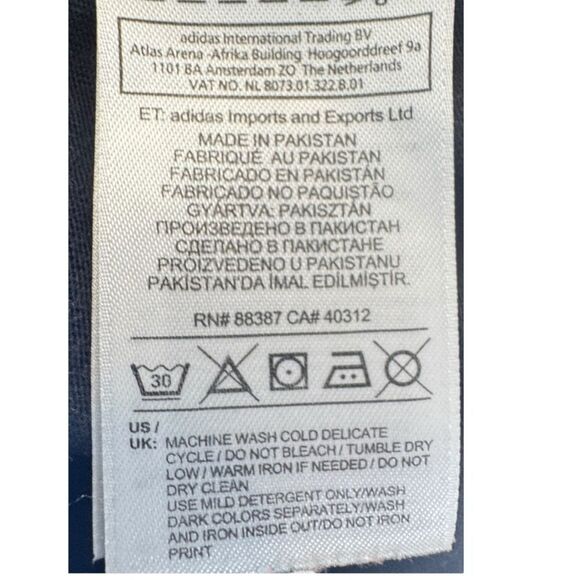 adidas International Trading BV
Atlas Arena -Afrika Building Hoogoorddreef 9a
1101 BA Amsterdam ZO The Netherlands
VAT NO. NL 8073.01.322.B.01
ET: adidas Imports and Exports Ltd
MADE IN PAKISTAN
FABRIQUÉ AU PAKISTAN
FABRICADO EN PAKISTÁN
FABRICADO NO PAQUISTÃO
GYÁRTVA: PAKISZTÁN
ПРОИЗВЕДЕНО В ПАКИСТАН
СДЕЛАНО В ПАКИСТАНЕ
PROIZVEDENO U PAKISTANU
PAKİSTAN'DA İMAL EDİLMİŞTİR.
RN# 88387 CA# 40312
30
US /
UK: MACHINE WASH COLD DELICATE
CYCLE / DO NOT BLEACH / TUMBLE DRY
LOW / WARM IRON IF NEEDED / DO NOT
DRY CLEAN
USE MILD DETERGENT ONLY/WASH
DARK COLORS SEPARATELY/WASH
AND IRON INSIDE OUT/DO NOT IRON
PRINT